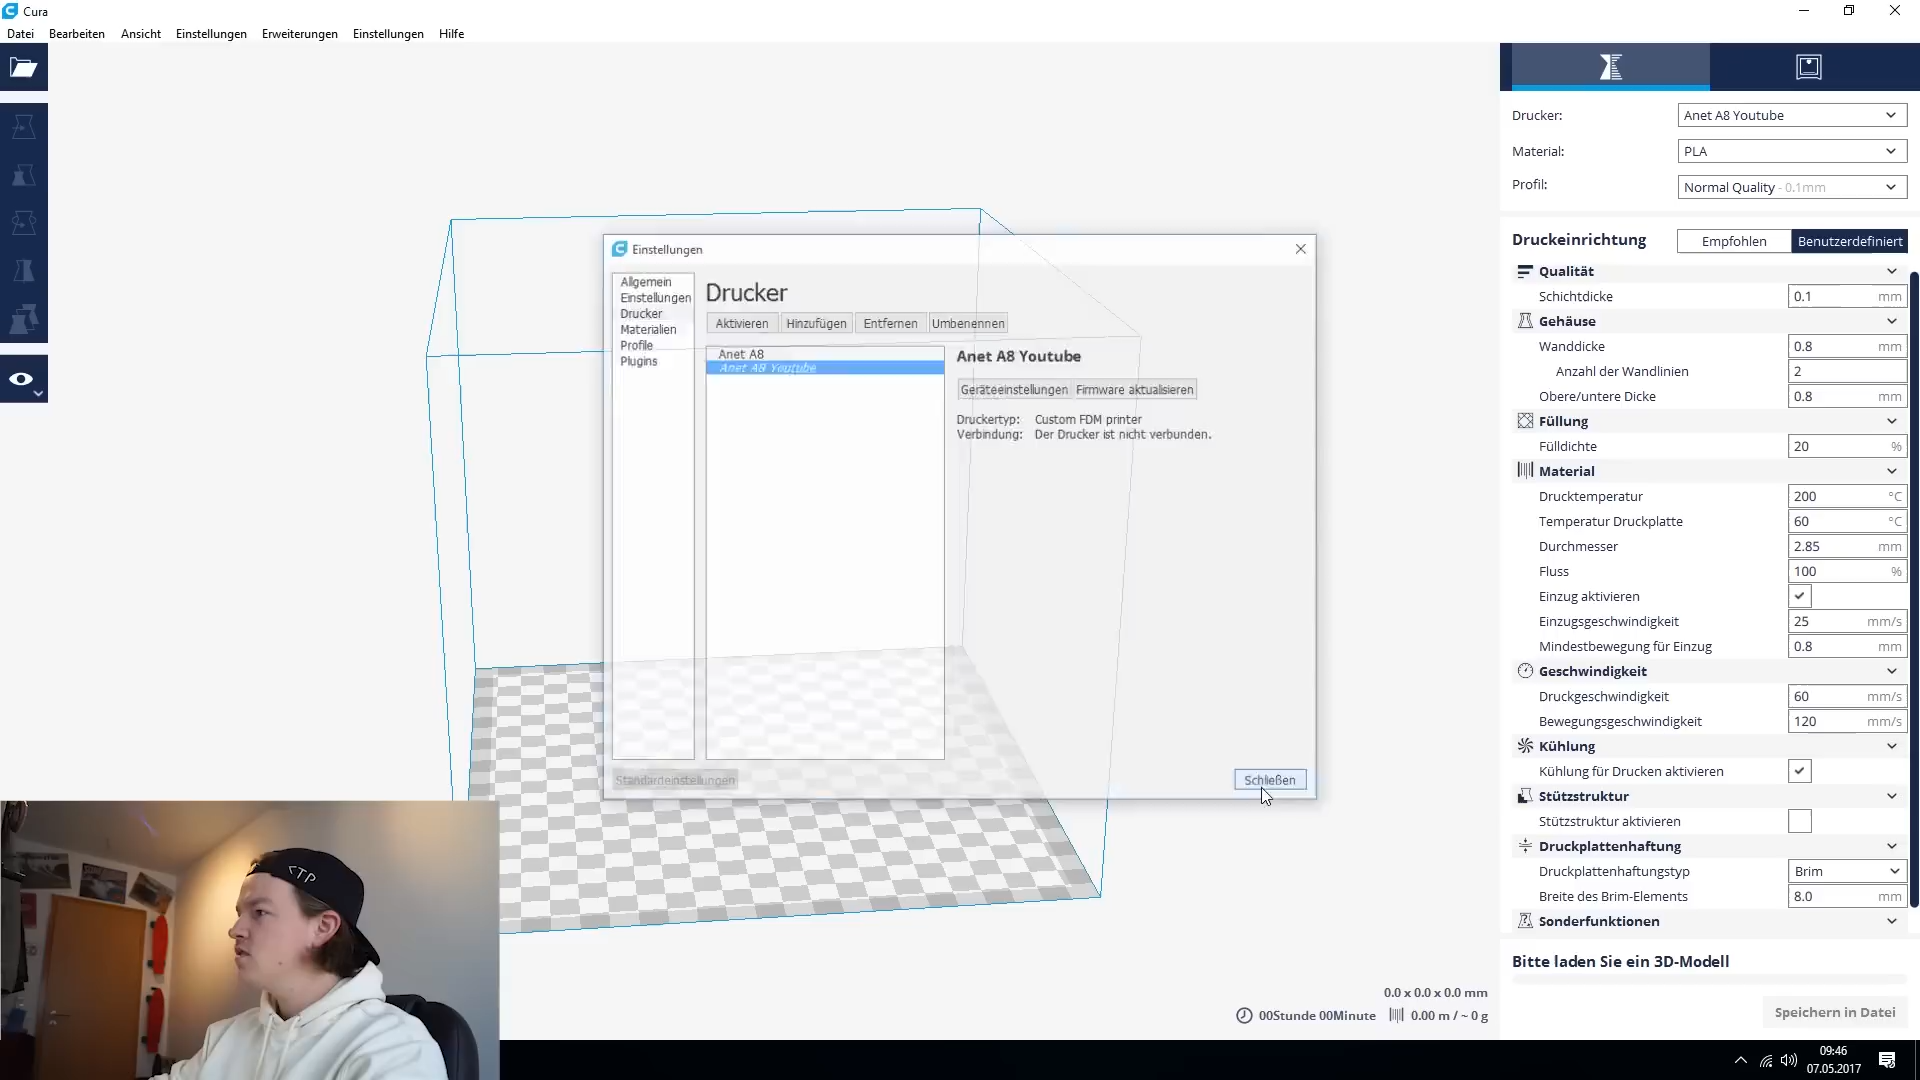 Cura
Datei Bearbeiten Ansicht Einstellungen Erweiterungen Einstellungen Hilfe
Drucker: Anet A8 Youtube
Material: PLA
Profil: Normal Quality - 0.1mm
Druckeinrichtung Empfohlen Benutzerdefiniert
Qualität
Schichtdicke 0.1 mm
Gehäuse
Wanddicke 0.8 mm
Anzahl der Wandlinien 2
Obere/untere Dicke 0.8 mm
Füllung
Fülldichte 20 %
Material
Drucktemperatur 200 °C
Temperatur Druckplatte 60 °C
Durchmesser 2.85 mm
Fluss 100 %
Einzug aktivieren
Einzugsgeschwindigkeit 25 mm/s
Mindestbewegung für Einzug 0.8 mm
Geschwindigkeit
Druckgeschwindigkeit 60 mm/s
Bewegungsgeschwindigkeit 120 mm/s
Kühlung
Kühlung für Drucken aktivieren
Stützstruktur
Stützstruktur aktivieren
Druckplattenhaftung
Druckplattenhaftungstyp Brim
Breite des Brim-Elements 8.0 mm
Sonderfunktionen
Bitte laden Sie ein 3D-Modell
Speichern in Datei
Einstellungen
Allgemein
Einstellungen
Drucker
Materialien
Profile
Plugins
Drucker
Aktivieren Hinzufügen Entfernen Umbenennen
Anet A8
Anet A8 Youtube
Anet A8 Youtube
Geräteeinstellungen Firmware aktualisieren
Druckertyp: Custom FDM printer
Verbindung: Der Drucker ist nicht verbunden.
Standardeinstellungen
Schließen
<TP
0.0 x 0.0 x 0.0 mm
00Stunde 00Minute 0.00 m / ~ 0 g
09:46
07.05.2017